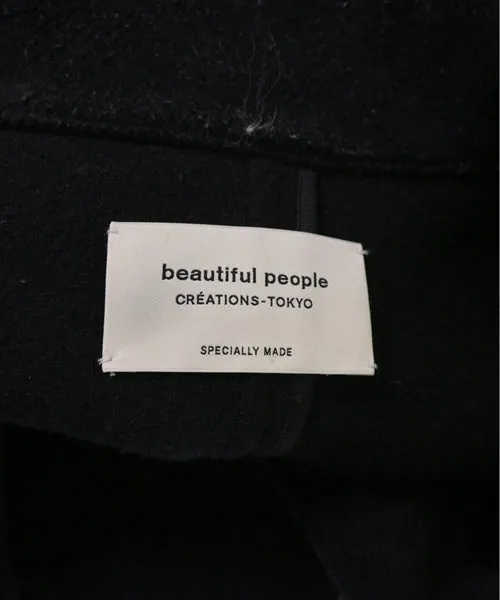 beautiful people
CRÉATIONS-TOKYO
SPECIALLY MADE